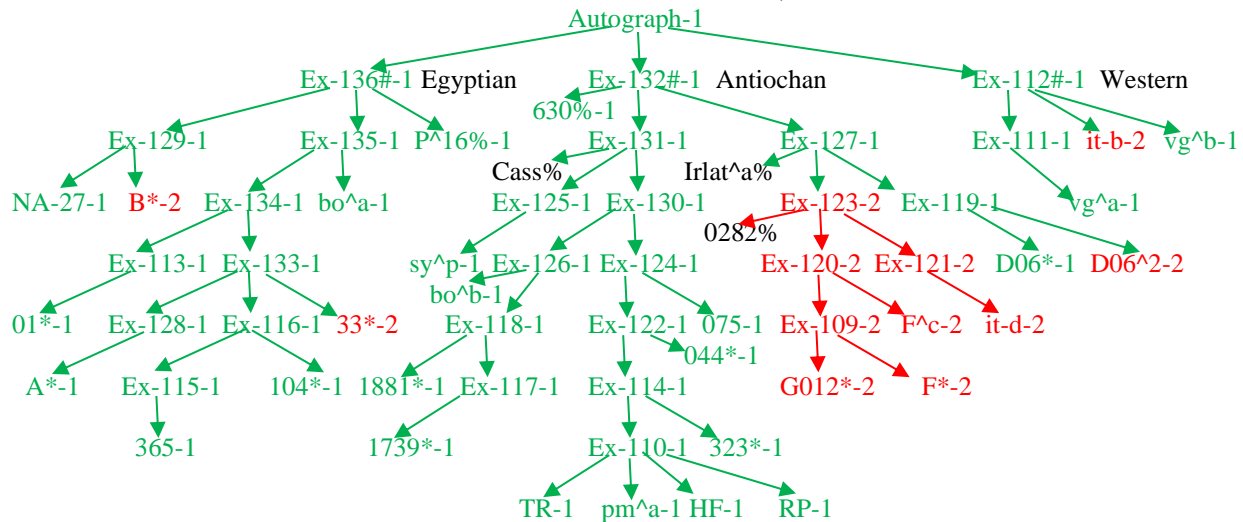 Autograph-1
Ex-136#-1 Egyptian Ex-132#-1 Antiochan Ex-112#-1 Western
630%-1
Ex-129-1 Ex-135-1 P^16%-1 Ex-131-1 Ex-127-1 Ex-111-1 it-b-2 vg^b-1
Cass% Irlat^a%
NA-27-1 B*-2 Ex-134-1 bo^a-1 Ex-125-1 Ex-130-1 Ex-123-2 Ex-119-1 vg^a-1
0282%
Ex-113-1 Ex-133-1 sy^p-1 Ex-126-1 Ex-124-1 Ex-120-2 Ex-121-2 D06*-1 D06^2-2
bo^b-1
01*-1 Ex-128-1 Ex-116-1 33*-2 Ex-118-1 Ex-122-1 075-1 Ex-109-2 F^c-2 it-d-2
044*-1
A*-1 Ex-115-1 104*-1 1881*-1 Ex-117-1 Ex-114-1 G012*-2 F*-2
365-1 1739*-1 Ex-110-1 323*-1
TR-1 pm^a-1 HF-1 RP-1